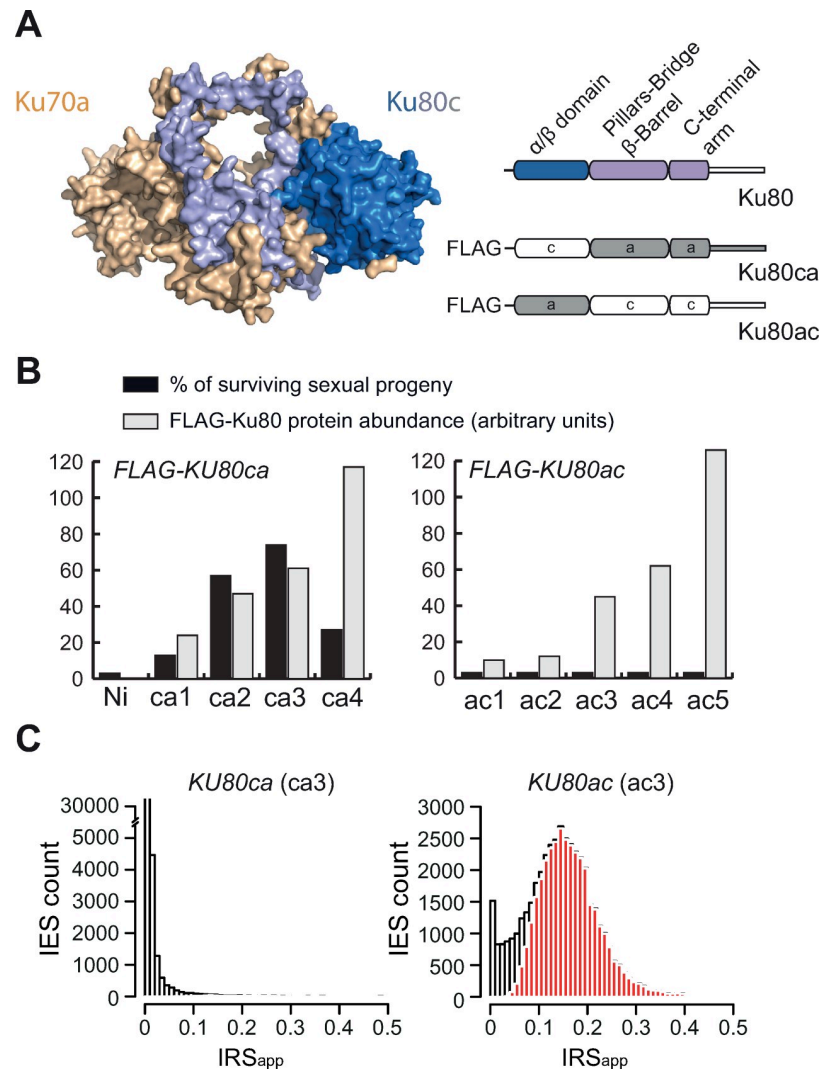 A
Ku70a
Ku80c
α/β domain
Pillars-Bridge
β-Barrel
C-terminal
arm
Ku80
FLAG
c
a
a
Ku80ca
FLAG
a
c
c
Ku80ac
B
% of surviving sexual progeny
FLAG-Ku80 protein abundance (arbitrary units)
FLAG-KU80ca
120
100
80
60
40
20
0
Ni
ca1
ca2
ca3
ca4
FLAG-KU80ac
120
100
80
60
40
20
0
ac1
ac2
ac3
ac4
ac5
C
KU80ca (ca3)
IES count
30000
5000
4000
3000
2000
1000
0
0
0.1
0.2
0.3
0.4
0.5
IRSapp
KU80ac (ac3)
IES count
3000
2500
2000
1500
1000
500
0
0
0.1
0.2
0.3
0.4
0.5
IRSapp